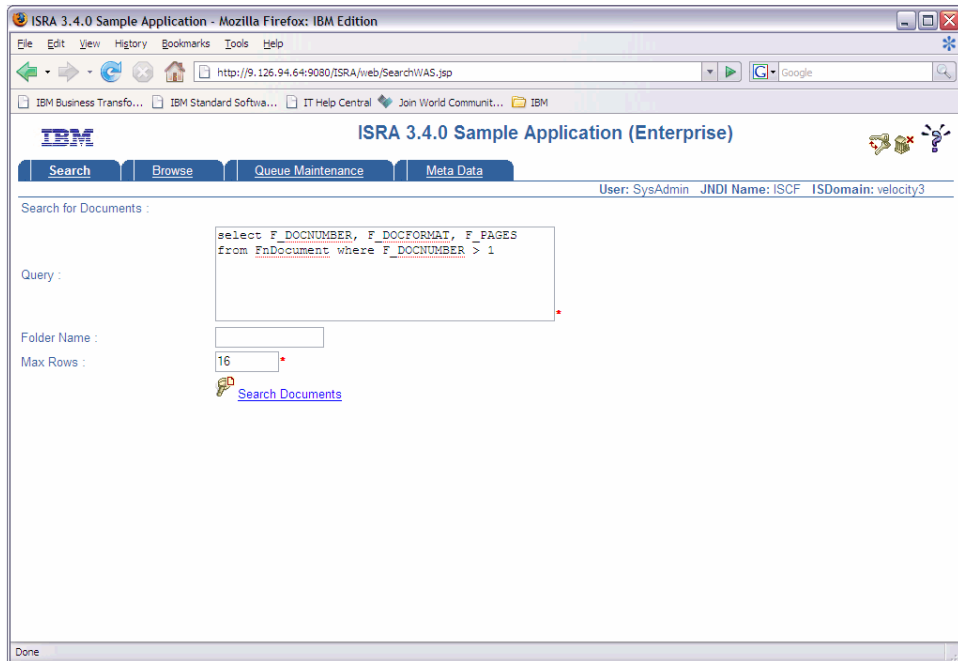 ISRA 3.4.0 Sample Application - Mozilla Firefox: IBM Edition
File Edit View History Bookmarks Tools Help
http://9.126.94.64:9080/ISRA/web/SearchWAS.jsp
G Google
IBM Business Transfo... IBM Standard Softwa... IT Help Central Join World Communit... IBM
IBM
ISRA 3.4.0 Sample Application (Enterprise)
Search Browse Queue Maintenance Meta Data
User: SysAdmin JNDI Name: ISCF ISDomain: velocity3
Search for Documents :
select F_DOCNUMBER, F_DOCFORMAT, F_PAGES
from FnDocument where F_DOCNUMBER > 1
Query :
*
Folder Name :
Max Rows : 16 *
Search Documents
Done